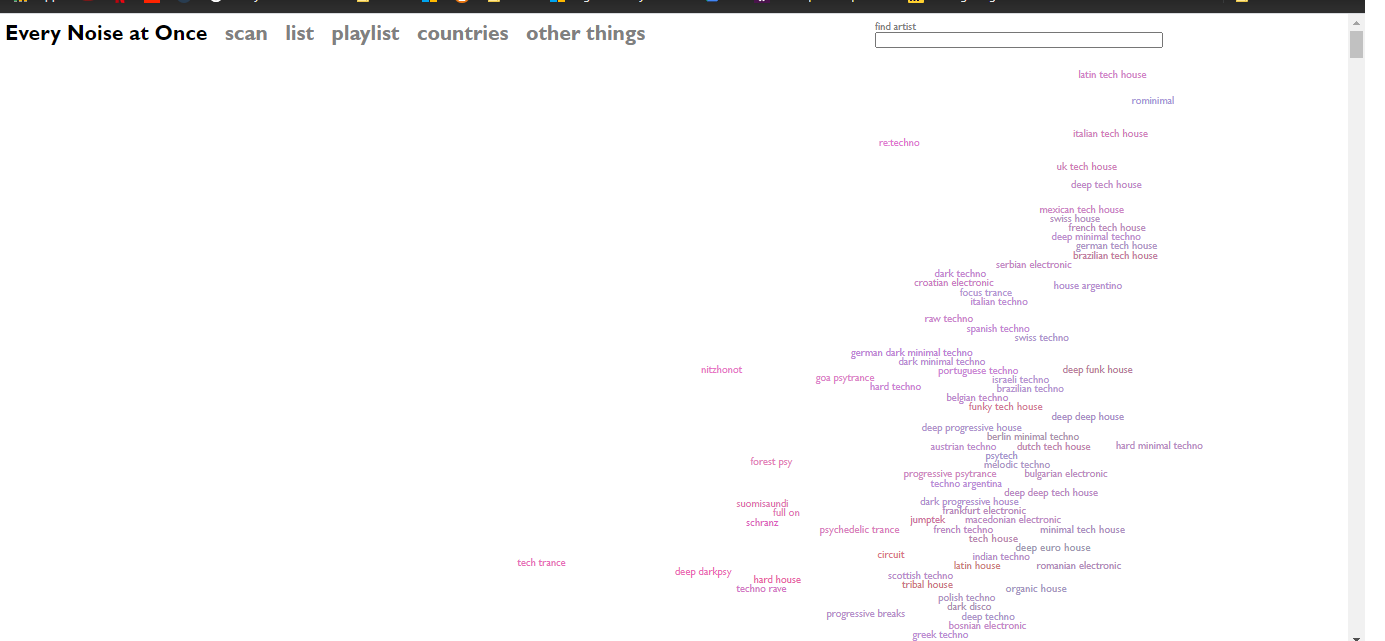 Every Noise at Once scan list playlist countries other things
find artist
latin tech house
rominimal
italian tech house
re:techno
uk tech house
deep tech house
mexican tech house
swiss house
french tech house
deep minimal techno
german tech house
brazilian tech house
serbian electronic
dark techno
croatian electronic
house argentino
focus trance
italian techno
raw techno
spanish techno
swiss techno
german dark minimal techno
dark minimal techno
nitzhonot
portuguese techno
deep funk house
goa psytrance
israeli techno
hard techno
brazilian techno
belgian techno
funky tech house
deep deep house
deep progressive house
berlin minimal techno
austrian techno
dutch tech house
hard minimal techno
psytech
forest psy
melodic techno
progressive psytrance
bulgarian electronic
techno argentina
deep deep tech house
dark progressive house
suomisaundi
frankfurt electronic
full on
jumptek
macedonian electronic
schranz
psychedelic trance
french techno
minimal tech house
tech house
deep euro house
circuit
indian techno
tech trance
latin house
romanian electronic
deep darkpsy
scottish techno
hard house
tribal house
techno rave
organic house
polish techno
dark disco
progressive breaks
deep techno
bosnian electronic
greek techno